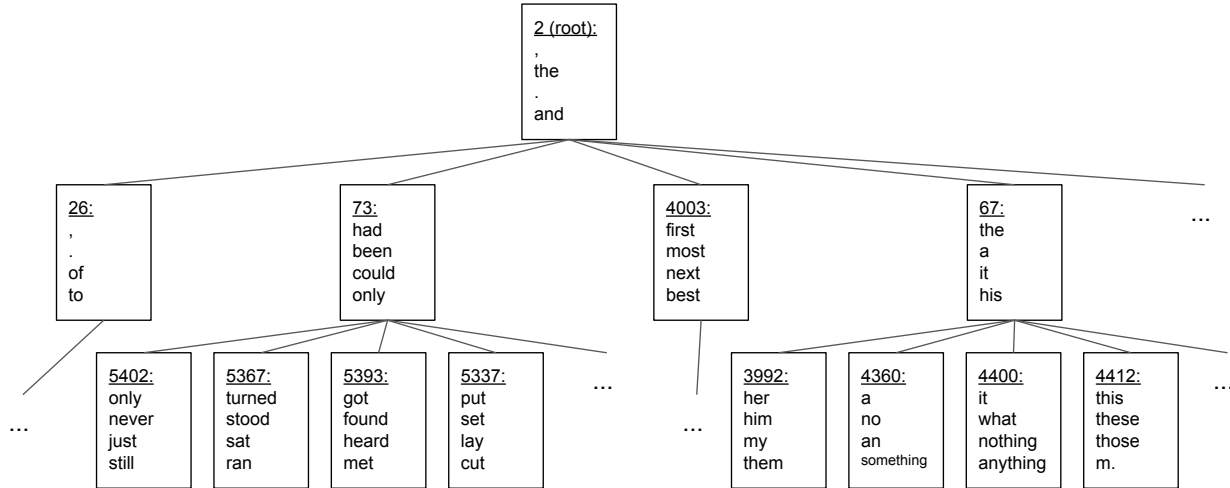 2 (root):
,
the
.
and
26:
,
.
of
to
73:
had
been
could
only
4003:
first
most
next
best
67:
the
a
it
his
...
...
5402:
only
never
just
still
5367:
turned
stood
sat
ran
5393:
got
found
heard
met
5337:
put
set
lay
cut
...
...
3992:
her
him
my
them
4360:
a
no
an
something
4400:
it
what
nothing
anything
4412:
this
these
those
m.
...